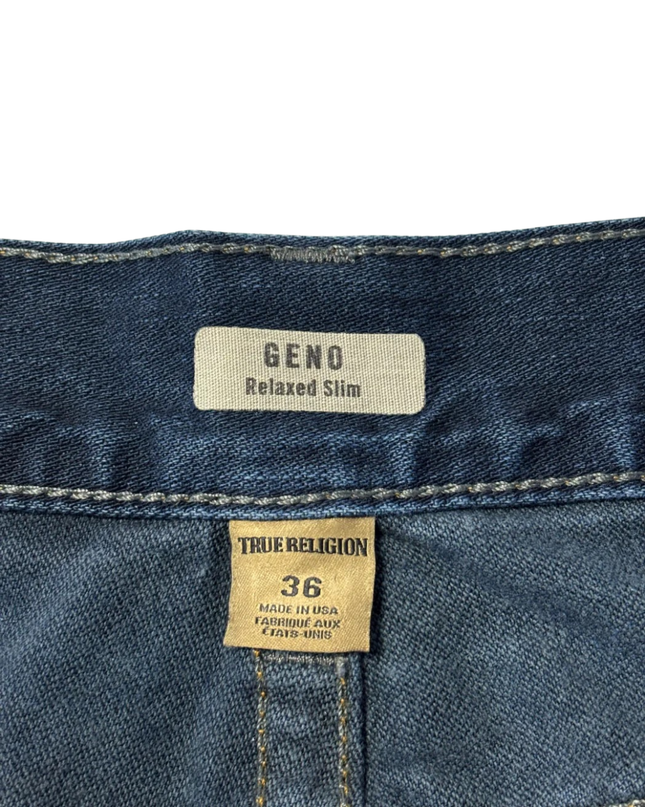 GENO
Relaxed Slim
TRUE RELIGION
36
MADE IN USA
FABRIQUÉ AUX
ÉTATS-UNIS